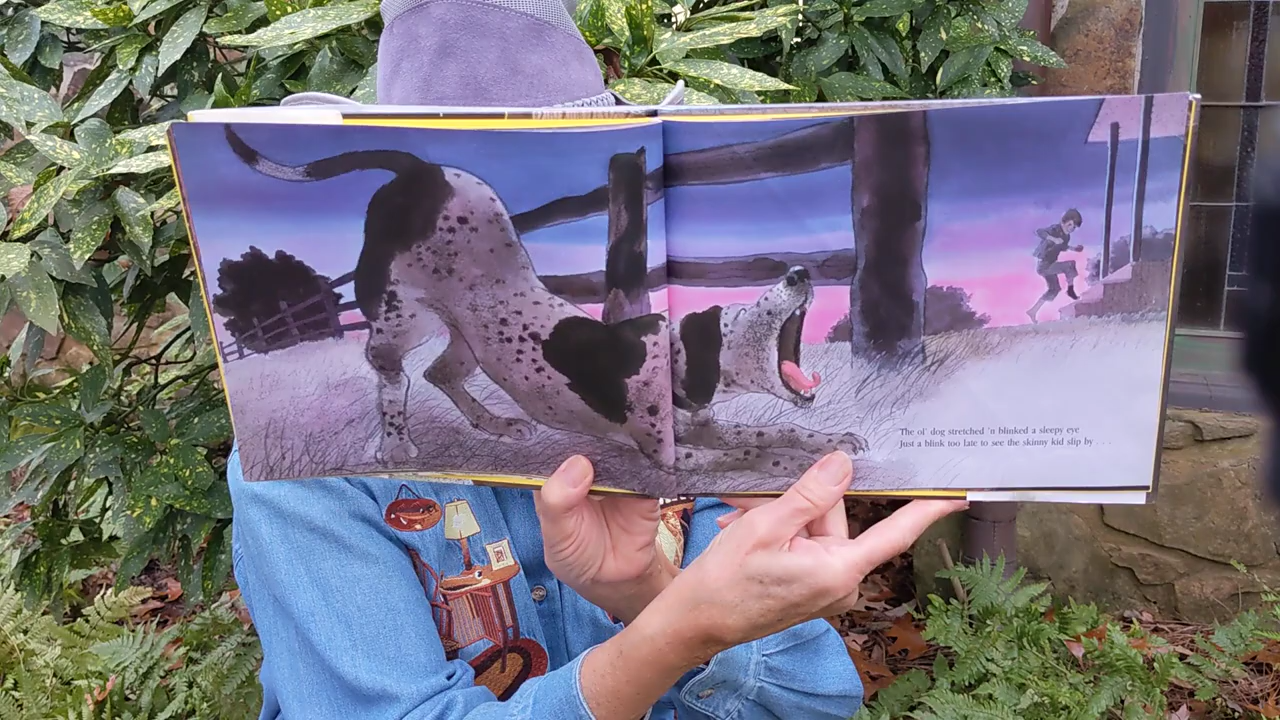 The ol' dog stretched 'n blinked a sleepy eye
Just a blink too late to see the skinny kid slip by . . .